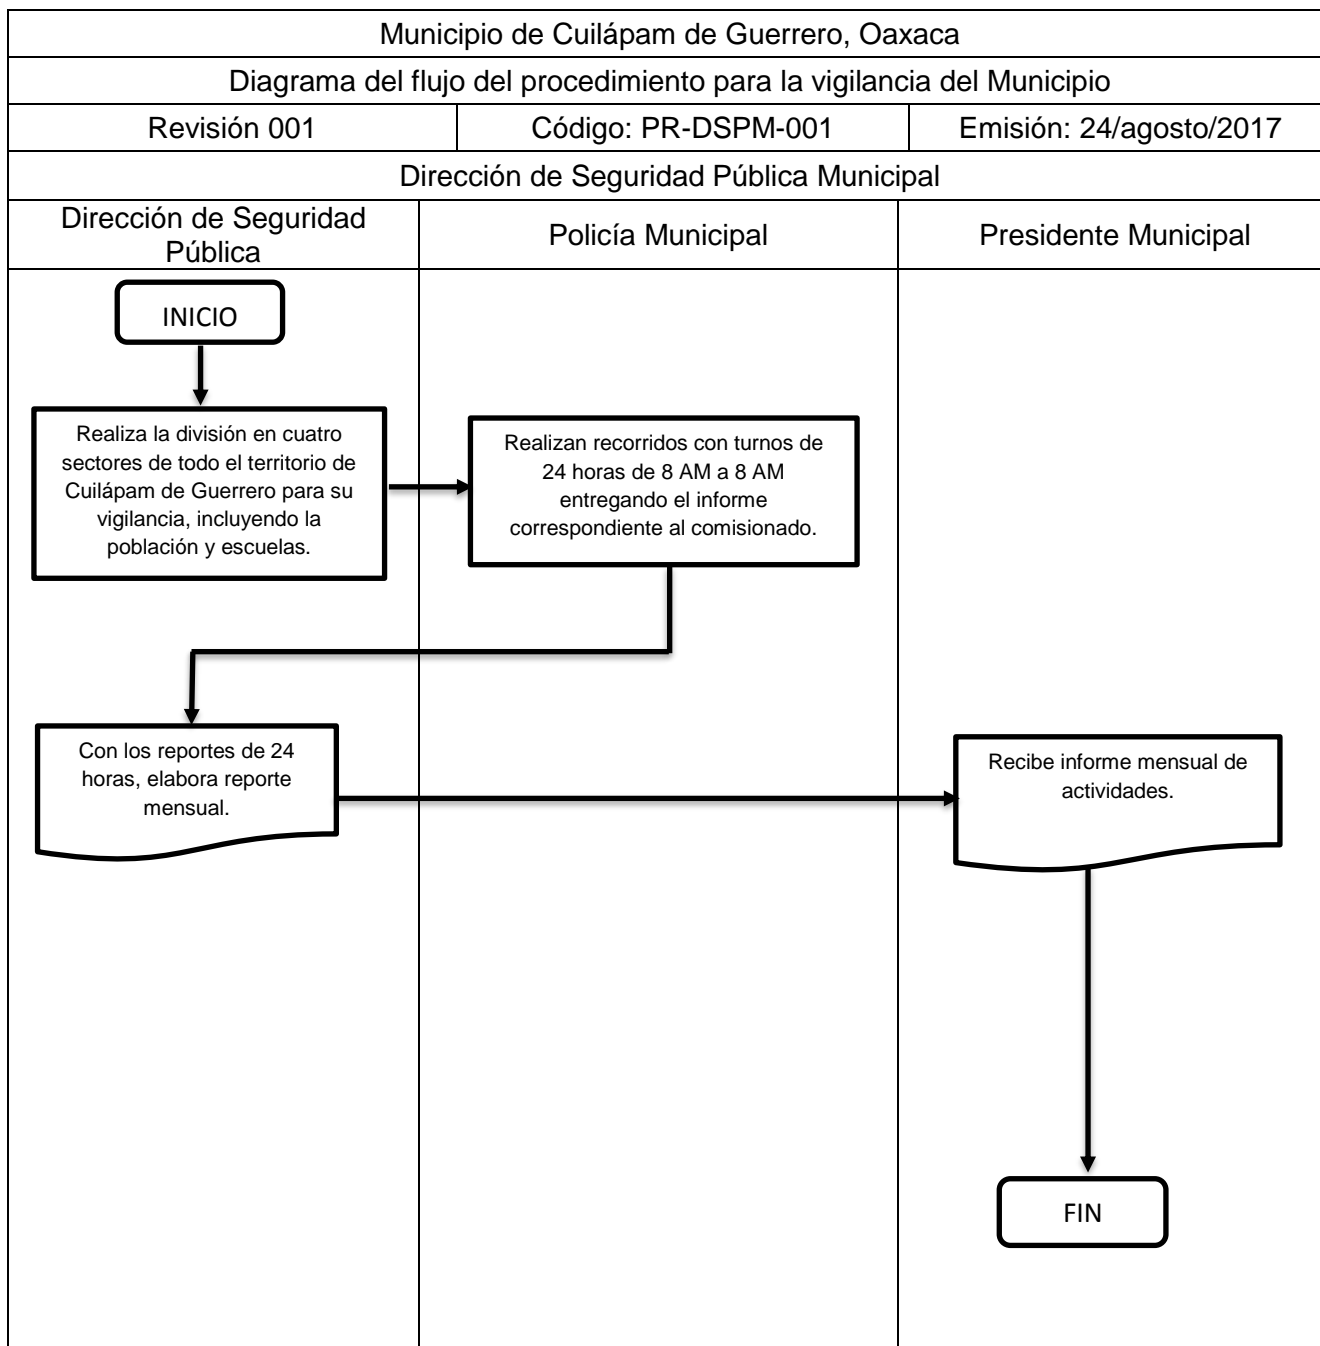 Municipio de Cuilápam de Guerrero, Oaxaca
Diagrama del flujo del procedimiento para la vigilancia del Municipio
Revisión 001
Código: PR-DSPM-001
Emisión: 24/agosto/2017
Dirección de Seguridad Pública Municipal
Dirección de Seguridad
Pública
Policía Municipal
Presidente Municipal
INICIO
Realiza la división en cuatro
sectores de todo el territorio de
Cuilápam de Guerrero para su
vigilancia, incluyendo la
población y escuelas.
Realizan recorridos con turnos de
24 horas de 8 AM a 8 AM
entregando el informe
correspondiente al comisionado.
Con los reportes de 24
horas, elabora reporte
mensual.
Recibe informe mensual de
actividades.
FIN